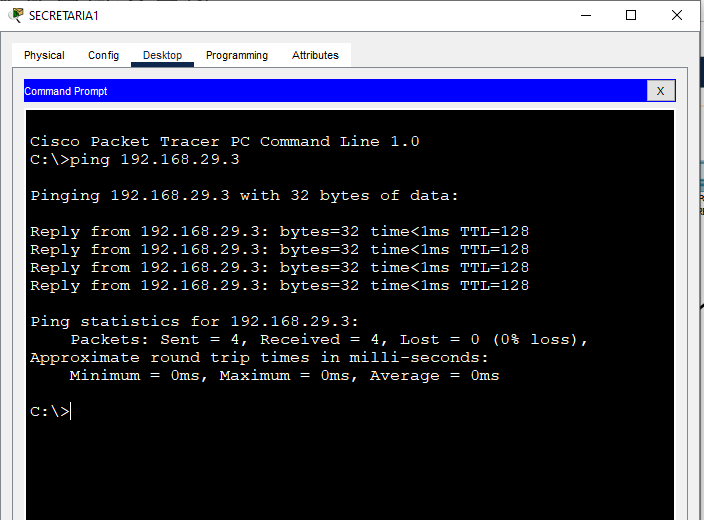 SECRETARIA1
Physical Config Desktop Programming Attributes
Command Prompt X
Cisco Packet Tracer PC Command Line 1.0
C:\>ping 192.168.29.3
Pinging 192.168.29.3 with 32 bytes of data:
Reply from 192.168.29.3: bytes=32 time<1ms TTL=128
Reply from 192.168.29.3: bytes=32 time<1ms TTL=128
Reply from 192.168.29.3: bytes=32 time<1ms TTL=128
Reply from 192.168.29.3: bytes=32 time<1ms TTL=128
Ping statistics for 192.168.29.3:
Packets: Sent = 4, Received = 4, Lost = 0 (0% loss),
Approximate round trip times in milli-seconds:
Minimum = 0ms, Maximum = 0ms, Average = 0ms
C:\>